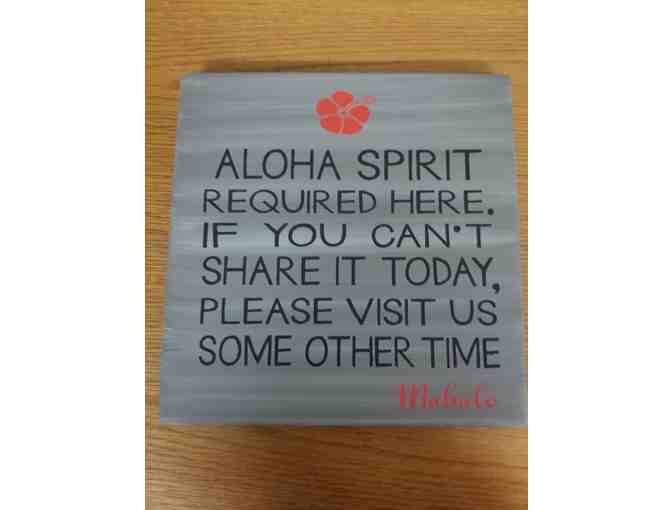 ALOHA SPIRIT
REQUIRED HERE.
IF YOU CAN'T
SHARE IT TODAY,
PLEASE VISIT US
SOME OTHER TIME
Mahalo